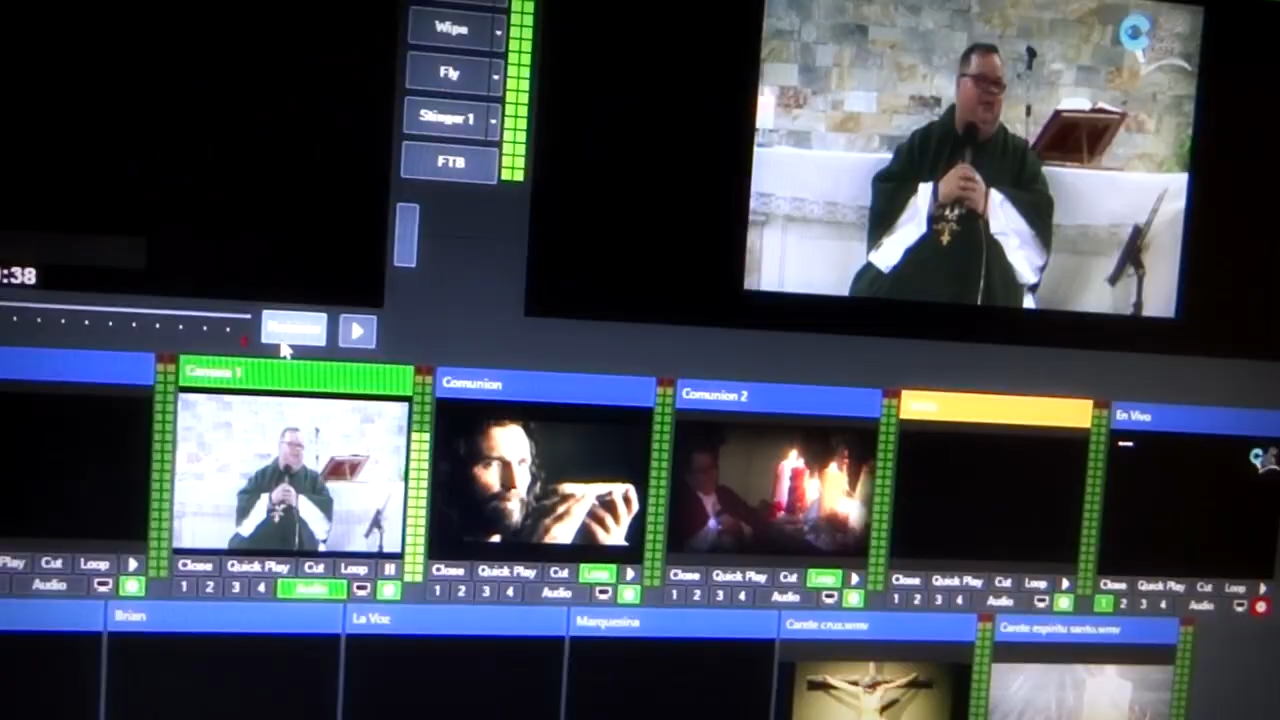 Wipe
Fly
Stinger 1
FTB
:38
Camara 1
Comunion
Comunion 2
En Vivo
Play Cut Loop
Close Quick Play Cut Loop
Close Quick Play Cut Loop
Close Quick Play Cut Loop
Close Quick Play Cut Loop
Close Quick Play Cut Loop
Audio
1 2 3 4 Audio
1 2 3 4 Audio
1 2 3 4 Audio
1 2 3 4 Audio
1 2 3 4 Audio
Brian
La Voz
Marquesina
Carete cruz.wmv
Carete espiritu santo.wmv